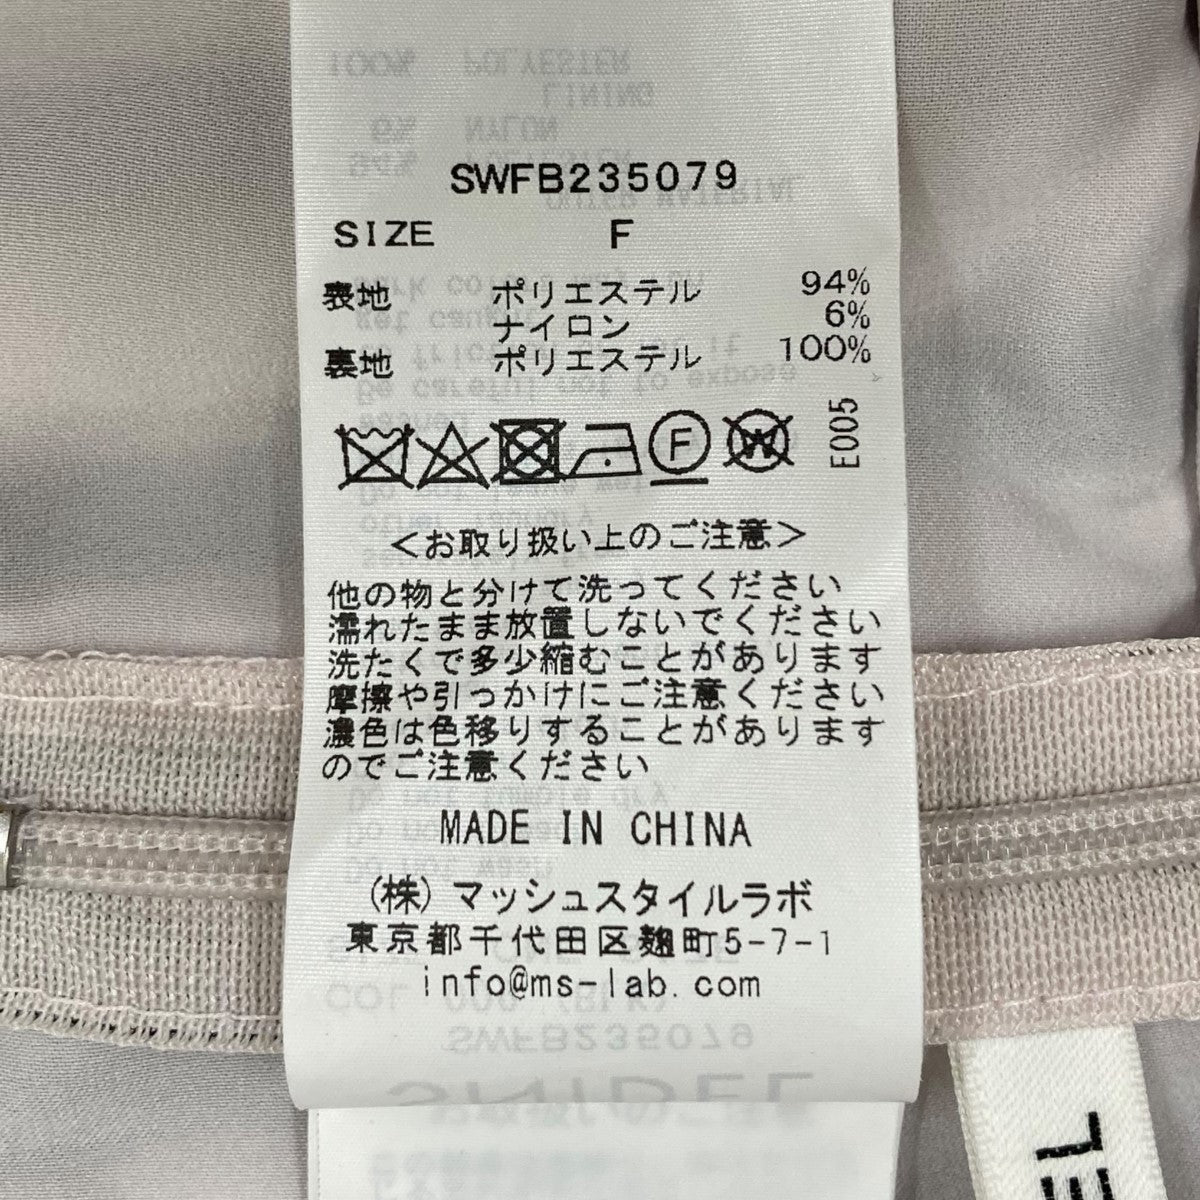 SWFB235079
SIZE F
表地 ポリエステル 94%
ナイロン 6%
裏地 ポリエステル 100%
F W E005
<お取り扱い上のご注意>
他の物と分けて洗ってください
濡れたまま放置しないでください
洗たくで多少縮むことがあります
摩擦や引っかけにご注意ください
濃色は色移りすることがあります
のでご注意ください
MADE IN CHINA
(株)マッシュスタイルラボ
東京都千代田区麹町5-7-1
info@ms-lab.com
EL